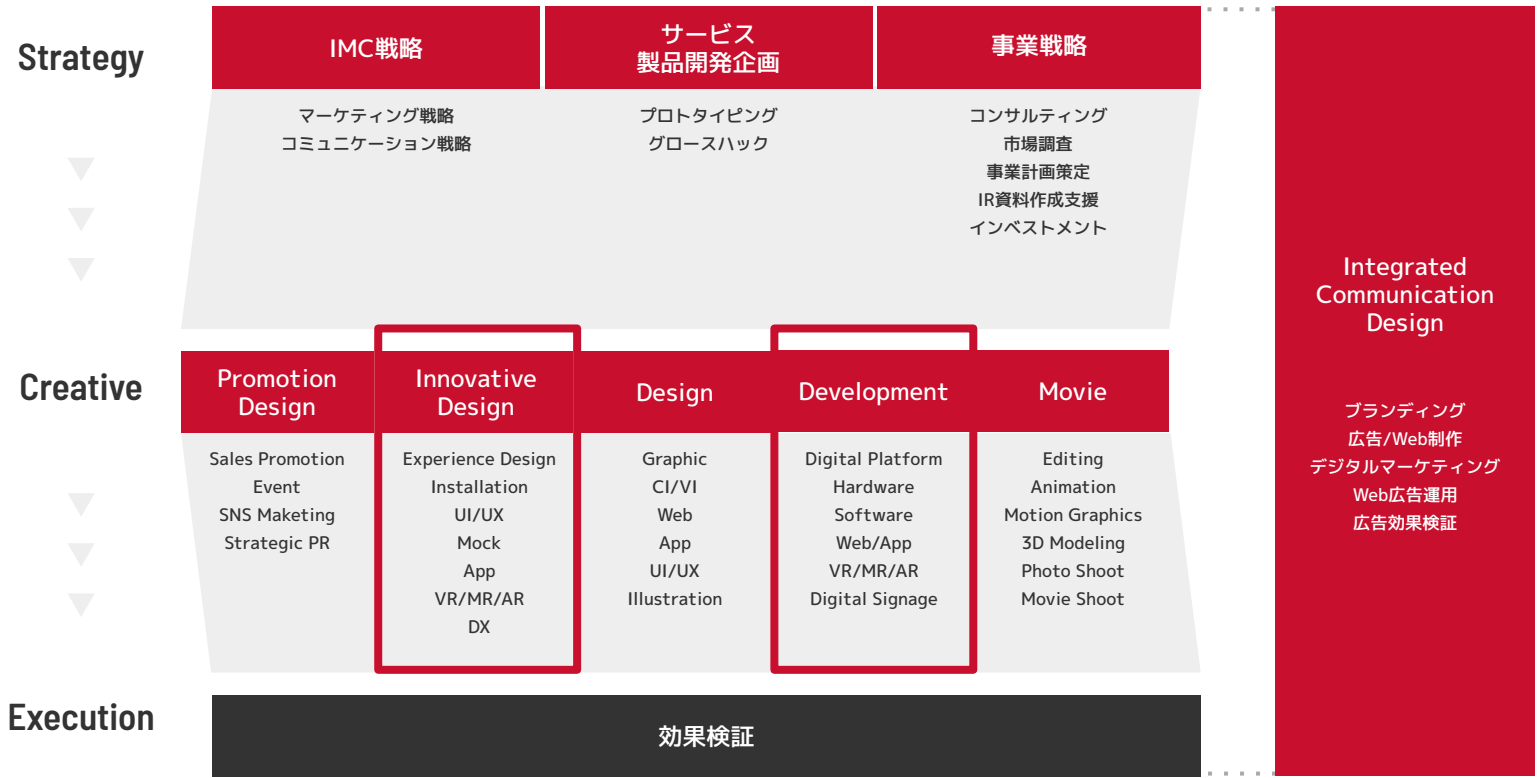 Strategy
IMC戦略
サービス
製品開発企画
事業戦略
マーケティング戦略
コミュニケーション戦略
プロトタイピング
グロースハック
コンサルティング
市場調査
事業計画策定
IR資料作成支援
インベストメント
Creative
Promotion
Design
Innovative
Design
Design
Development
Movie
Sales Promotion
Event
SNS Maketing
Strategic PR
Experience Design
Installation
UI/UX
Mock
App
VR/MR/AR
DX
Graphic
CI/VI
Web
App
UI/UX
Illustration
Digital Platform
Hardware
Software
Web/App
VR/MR/AR
Digital Signage
Editing
Animation
Motion Graphics
3D Modeling
Photo Shoot
Movie Shoot
Execution
効果検証
Integrated
Communication
Design
ブランディング
広告/Web制作
デジタルマーケティング
Web広告運用
広告効果検証